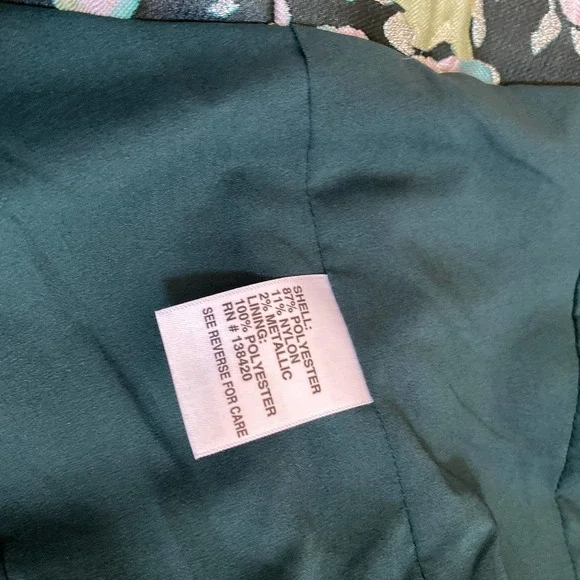 SHELL:
87% POLYESTER
11% NYLON
2% METALLIC
LINING:
100% POLYESTER
RN # 138420
SEE REVERSE FOR CARE